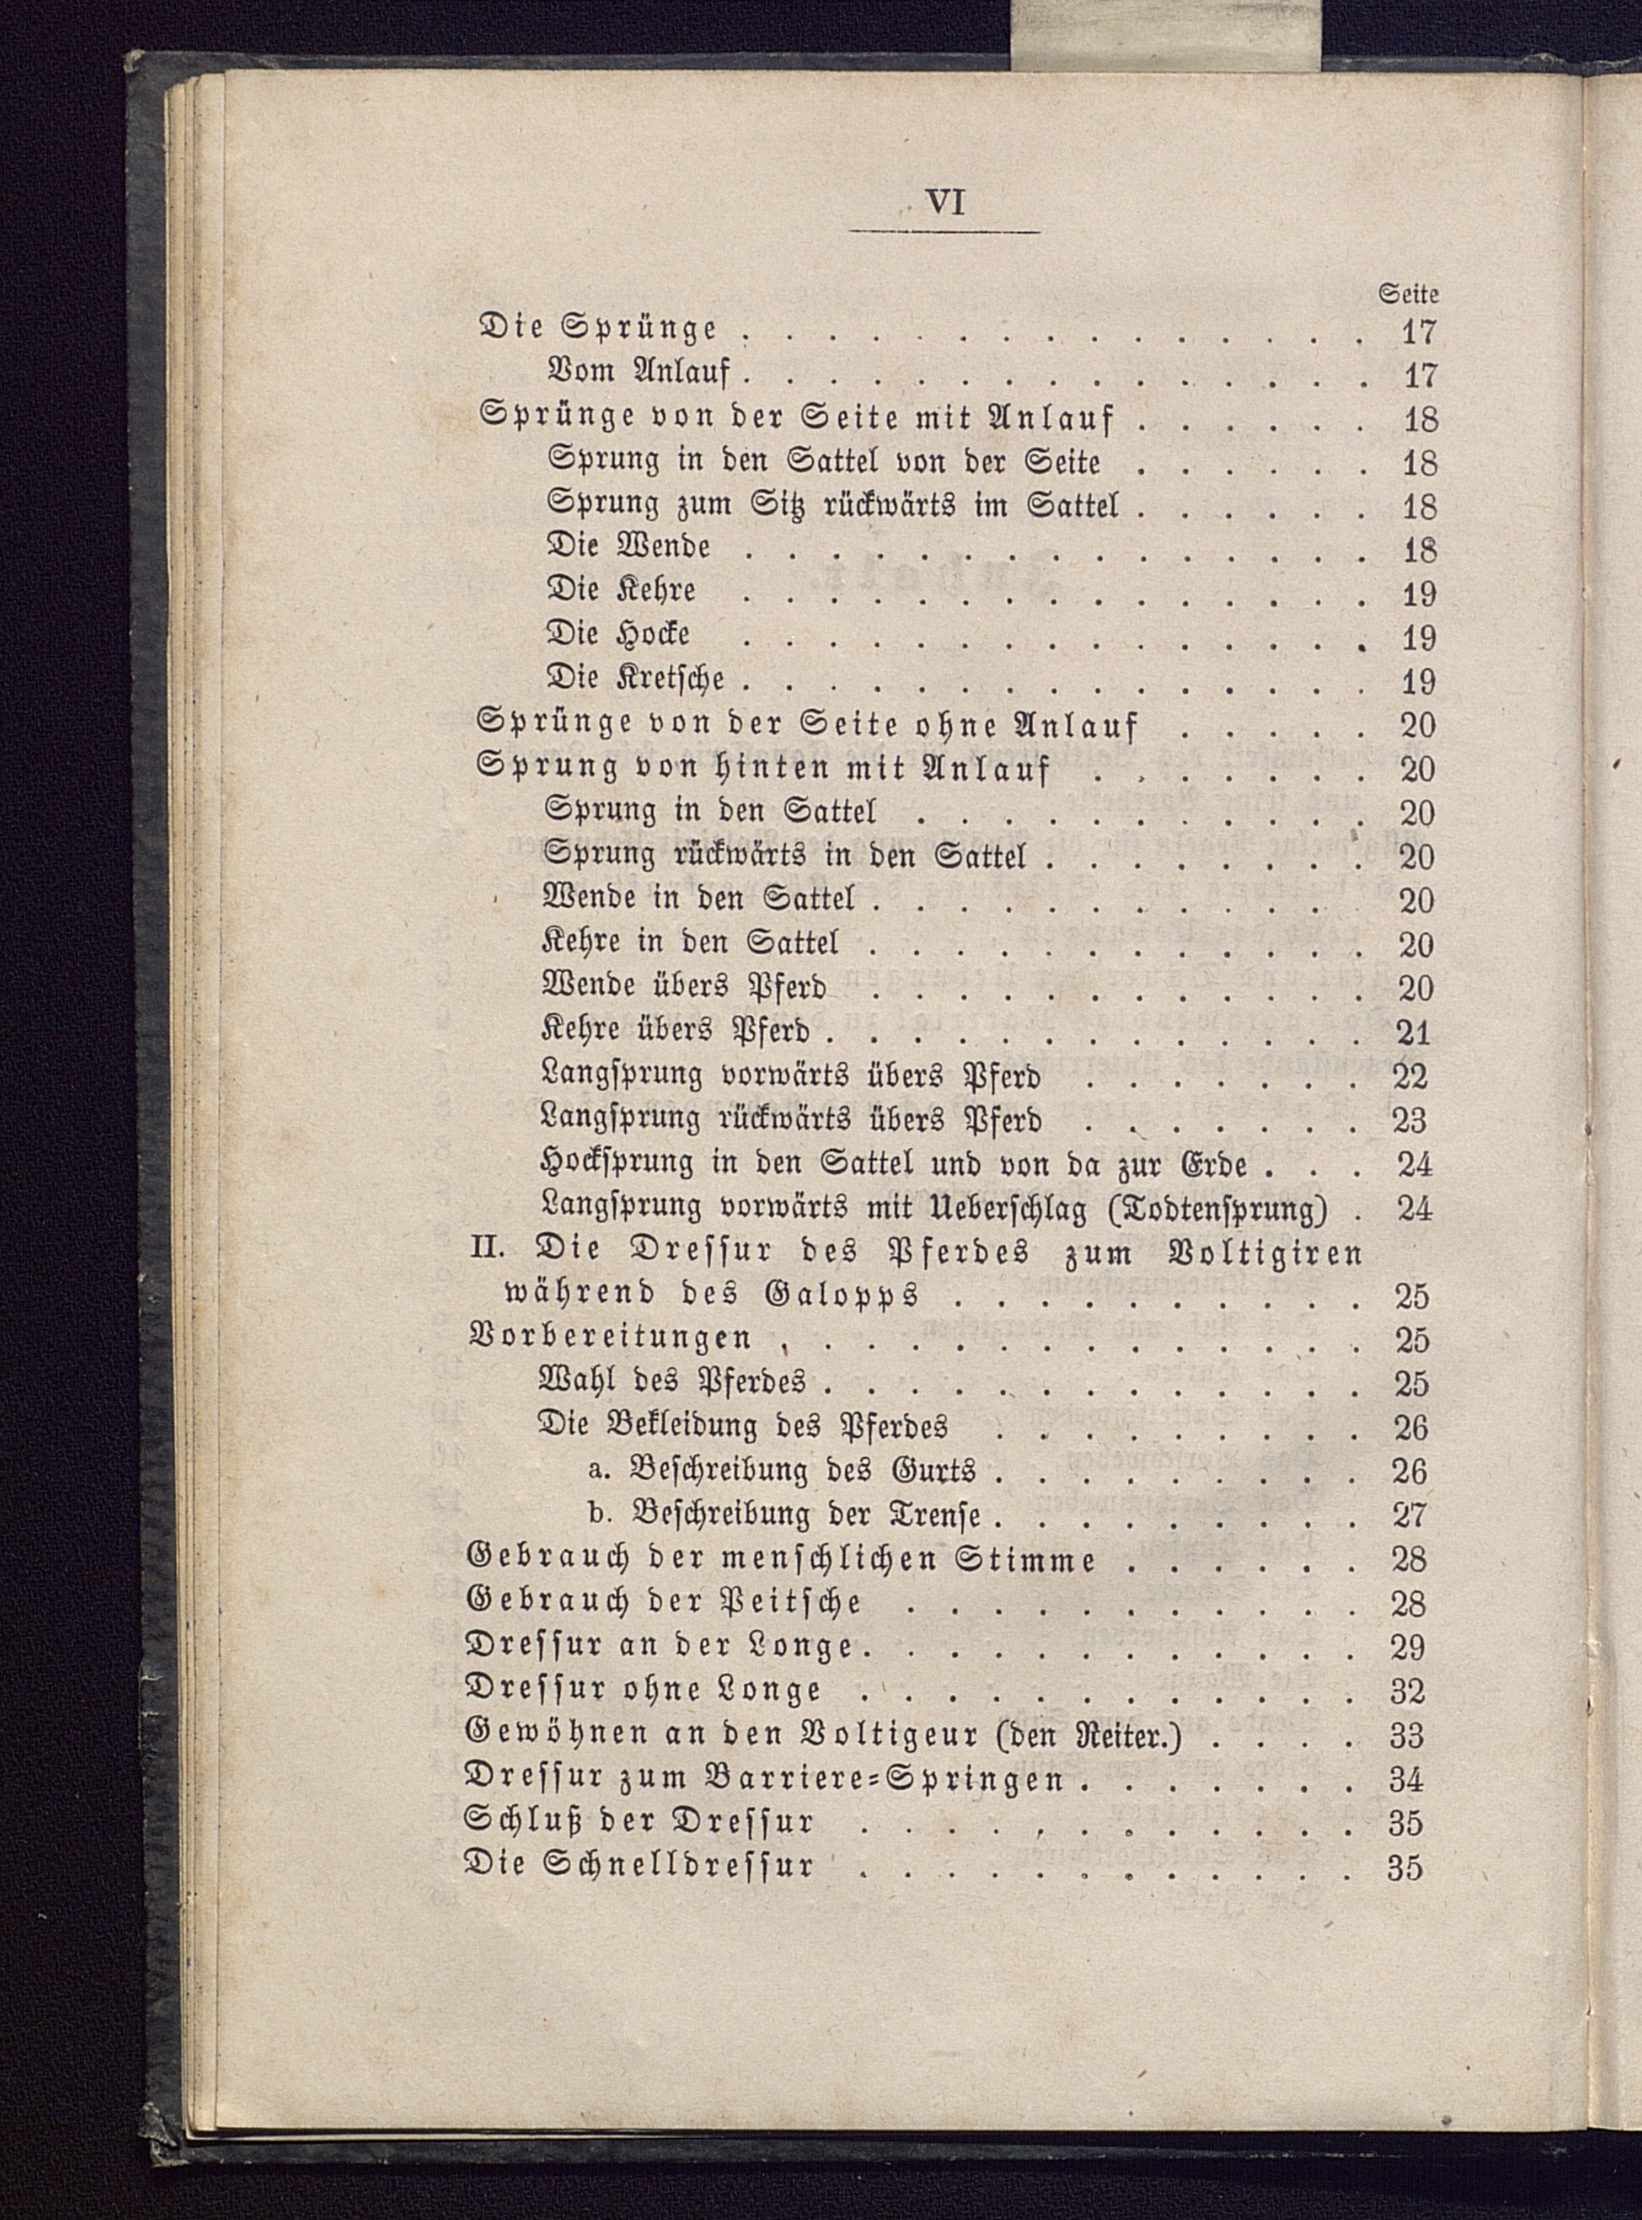 VI
Seite
Die Sprünge . . . . . . . . . . . . . . . 17
Vom Anlauf . . . . . . . . . . . . . . . 17
Sprünge von der Seite mit Anlauf . . . . . . 18
Sprung in den Sattel von der Seite . . . . . . 18
Sprung zum Sitz rückwärts im Sattel . . . . . . 18
Die Wende . . . . . . . . . . . . . . . 18
Die Kehre . . . . . . . . . . . . . . . 19
Die Hocke . . . . . . . . . . . . . . . 19
Die Kretsche . . . . . . . . . . . . . . . 19
Sprünge von der Seite ohne Anlauf . . . . . 20
Sprung von hinten mit Anlauf . . . . . . . 20
Sprung in den Sattel . . . . . . . . . . . 20
Sprung rückwärts in den Sattel . . . . . . . . 20
Wende in den Sattel . . . . . . . . . . . . 20
Kehre in den Sattel . . . . . . . . . . . . 20
Wende übers Pferd . . . . . . . . . . . . 20
Kehre übers Pferd . . . . . . . . . . . . . 21
Langsprung vorwärts übers Pferd . . . . . . . 22
Langsprung rückwärts übers Pferd . . . . . . . 23
Hocksprung in den Sattel und von da zur Erde . . . 24
Langsprung vorwärts mit Ueberschlag (Todtensprung) . 24
II. Die Dressur des Pferdes zum Voltigiren
während des Galopps . . . . . . . . . . 25
Vorbereitungen . . . . . . . . . . . . . . 25
Wahl des Pferdes . . . . . . . . . . . . . 25
Die Bekleidung des Pferdes . . . . . . . . . 26
a. Beschreibung des Gurts . . . . . . . . . 26
b. Beschreibung der Trense . . . . . . . . . 27
Gebrauch der menschlichen Stimme . . . . . . 28
Gebrauch der Peitsche . . . . . . . . . . . 28
Dressur an der Longe . . . . . . . . . . . . 29
Dressur ohne Longe . . . . . . . . . . . . 32
Gewöhnen an den Voltigeur (den Reiter.) . . . . 33
Dressur zum Barriere-Springen . . . . . . . 34
Schluß der Dressur . . . . . . . . . . . . 35
Die Schnelldressur . . . . . . . . . . . . 35